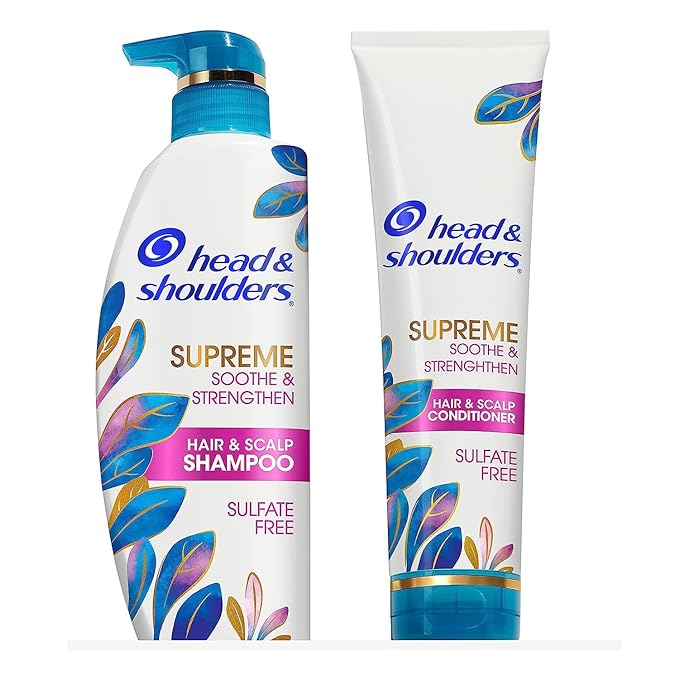 head &
shoulders®
SUPREME
SOOTHE &
STRENGTHEN
HAIR & SCALP
SHAMPOO
SULFATE
FREE
head &
shoulders®
SUPREME
SOOTHE &
STRENGHTHEN
HAIR & SCALP
CONDITIONER
SULFATE
FREE